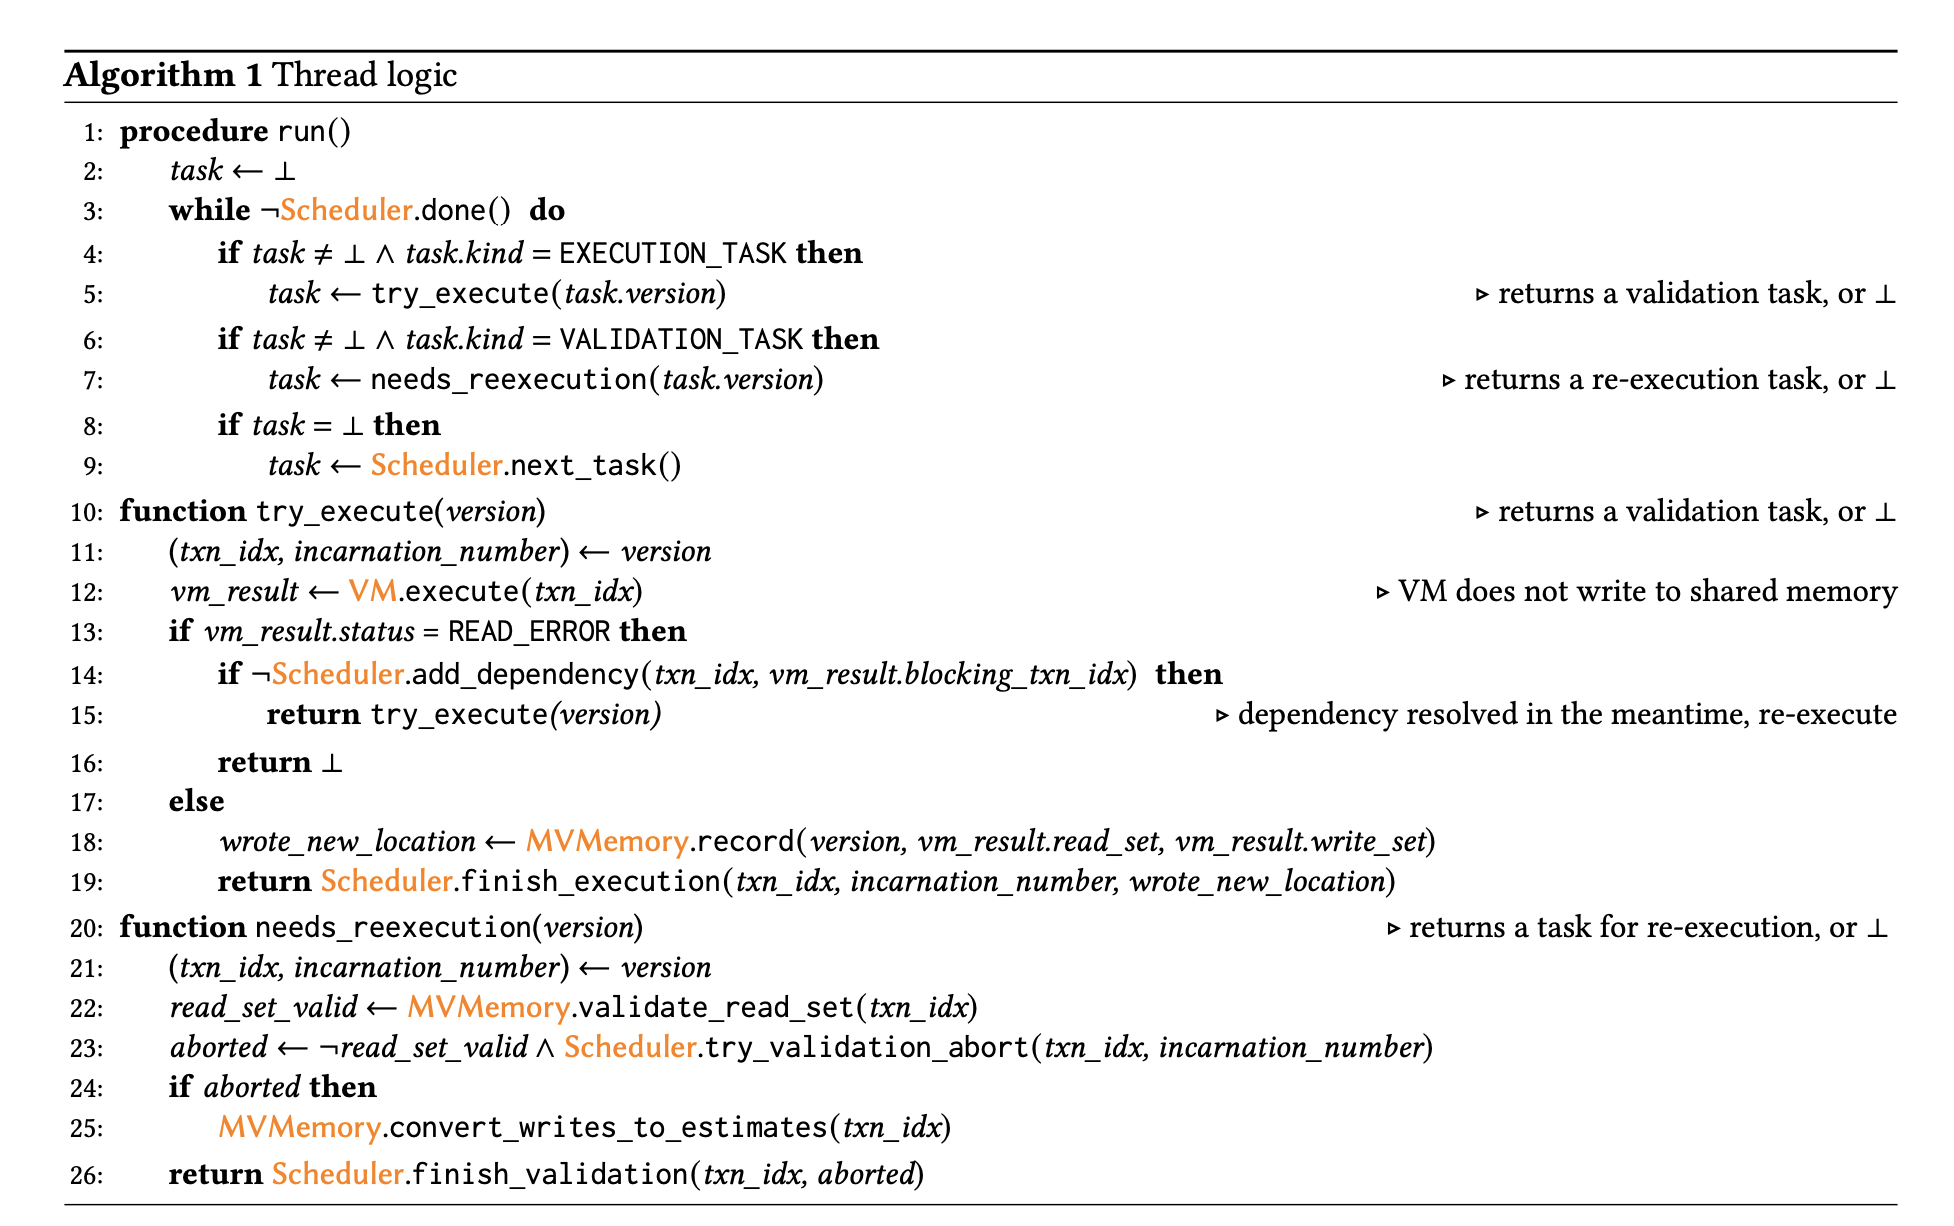 Algorithm 1 Thread logic
1: procedure run()
2: task ← ⊥
3: while ¬Scheduler.done() do
4: if task ≠ ⊥ ∧ task.kind = EXECUTION_TASK then
5: task ← try_execute(task.version) ▹ returns a validation task, or ⊥
6: if task ≠ ⊥ ∧ task.kind = VALIDATION_TASK then
7: task ← needs_reexecution(task.version) ▹ returns a re-execution task, or ⊥
8: if task = ⊥ then
9: task ← Scheduler.next_task()
10: function try_execute(version) ▹ returns a validation task, or ⊥
11: (txn_idx, incarnation_number) ← version
12: vm_result ← VM.execute(txn_idx) ▹ VM does not write to shared memory
13: if vm_result.status = READ_ERROR then
14: if ¬Scheduler.add_dependency(txn_idx, vm_result.blocking_txn_idx) then
15: return try_execute(version) ▹ dependency resolved in the meantime, re-execute
16: return ⊥
17: else
18: wrote_new_location ← MVMemory.record(version, vm_result.read_set, vm_result.write_set)
19: return Scheduler.finish_execution(txn_idx, incarnation_number, wrote_new_location)
20: function needs_reexecution(version) ▹ returns a task for re-execution, or ⊥
21: (txn_idx, incarnation_number) ← version
22: read_set_valid ← MVMemory.validate_read_set(txn_idx)
23: aborted ← ¬read_set_valid ∧ Scheduler.try_validation_abort(txn_idx, incarnation_number)
24: if aborted then
25: MVMemory.convert_writes_to_estimates(txn_idx)
26: return Scheduler.finish_validation(txn_idx, aborted)